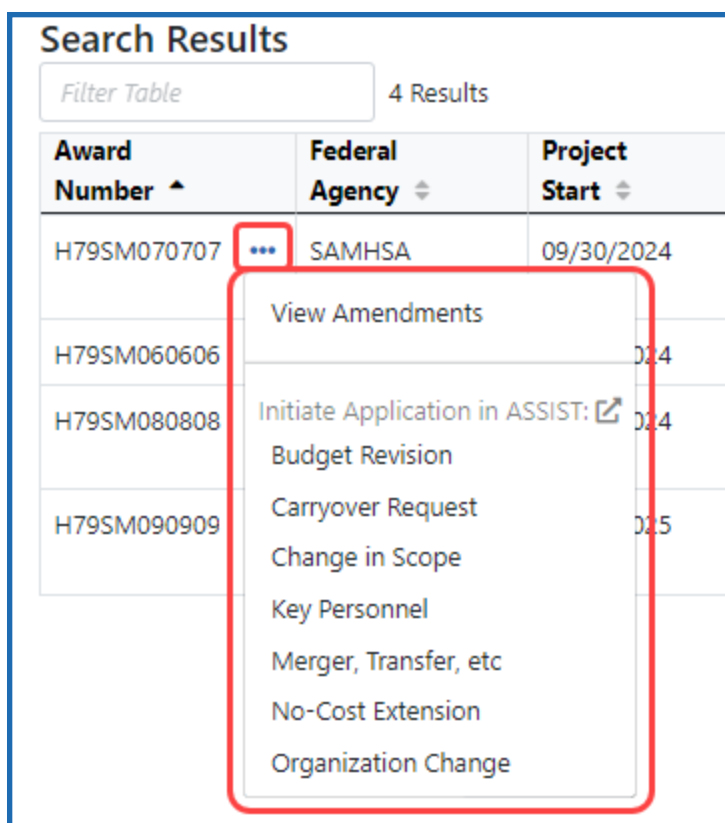 Search Results
Filter Table 4 Results
Award Number Federal Agency Project Start
H79SM070707 ••• SAMHSA 09/30/2024
View Amendments
H79SM060606
Initiate Application in ASSIST:
H79SM080808
Budget Revision
Carryover Request
H79SM090909
Change in Scope
Key Personnel
Merger, Transfer, etc
No-Cost Extension
Organization Change